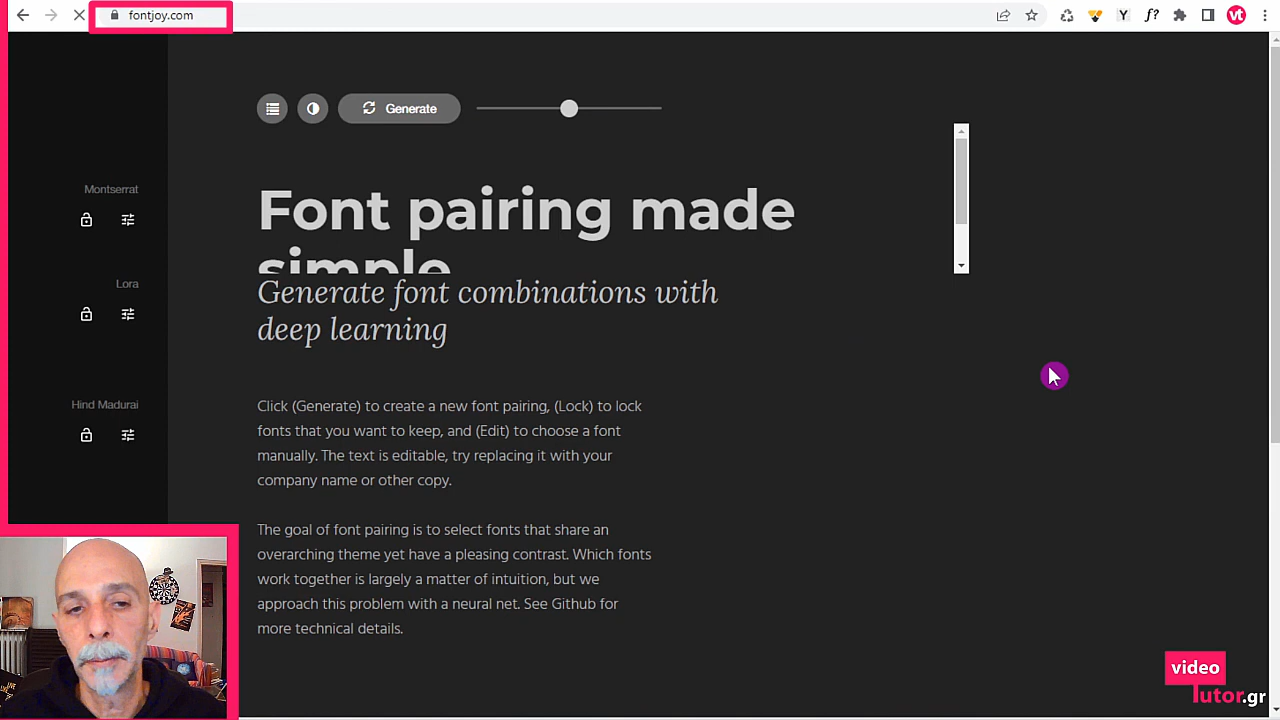 fontjoy.com
Y
f?
vt
Generate
Montserrat
Font pairing made
simple
Lora
Generate font combinations with
deep learning
Hind Madurai
Click (Generate) to create a new font pairing, (Lock) to lock
fonts that you want to keep, and (Edit) to choose a font
manually. The text is editable, try replacing it with your
company name or other copy.
The goal of font pairing is to select fonts that share an
overarching theme yet have a pleasing contrast. Which fonts
work together is largely a matter of intuition, but we
approach this problem with a neural net. See Github for
more technical details.
video
tutor.gr